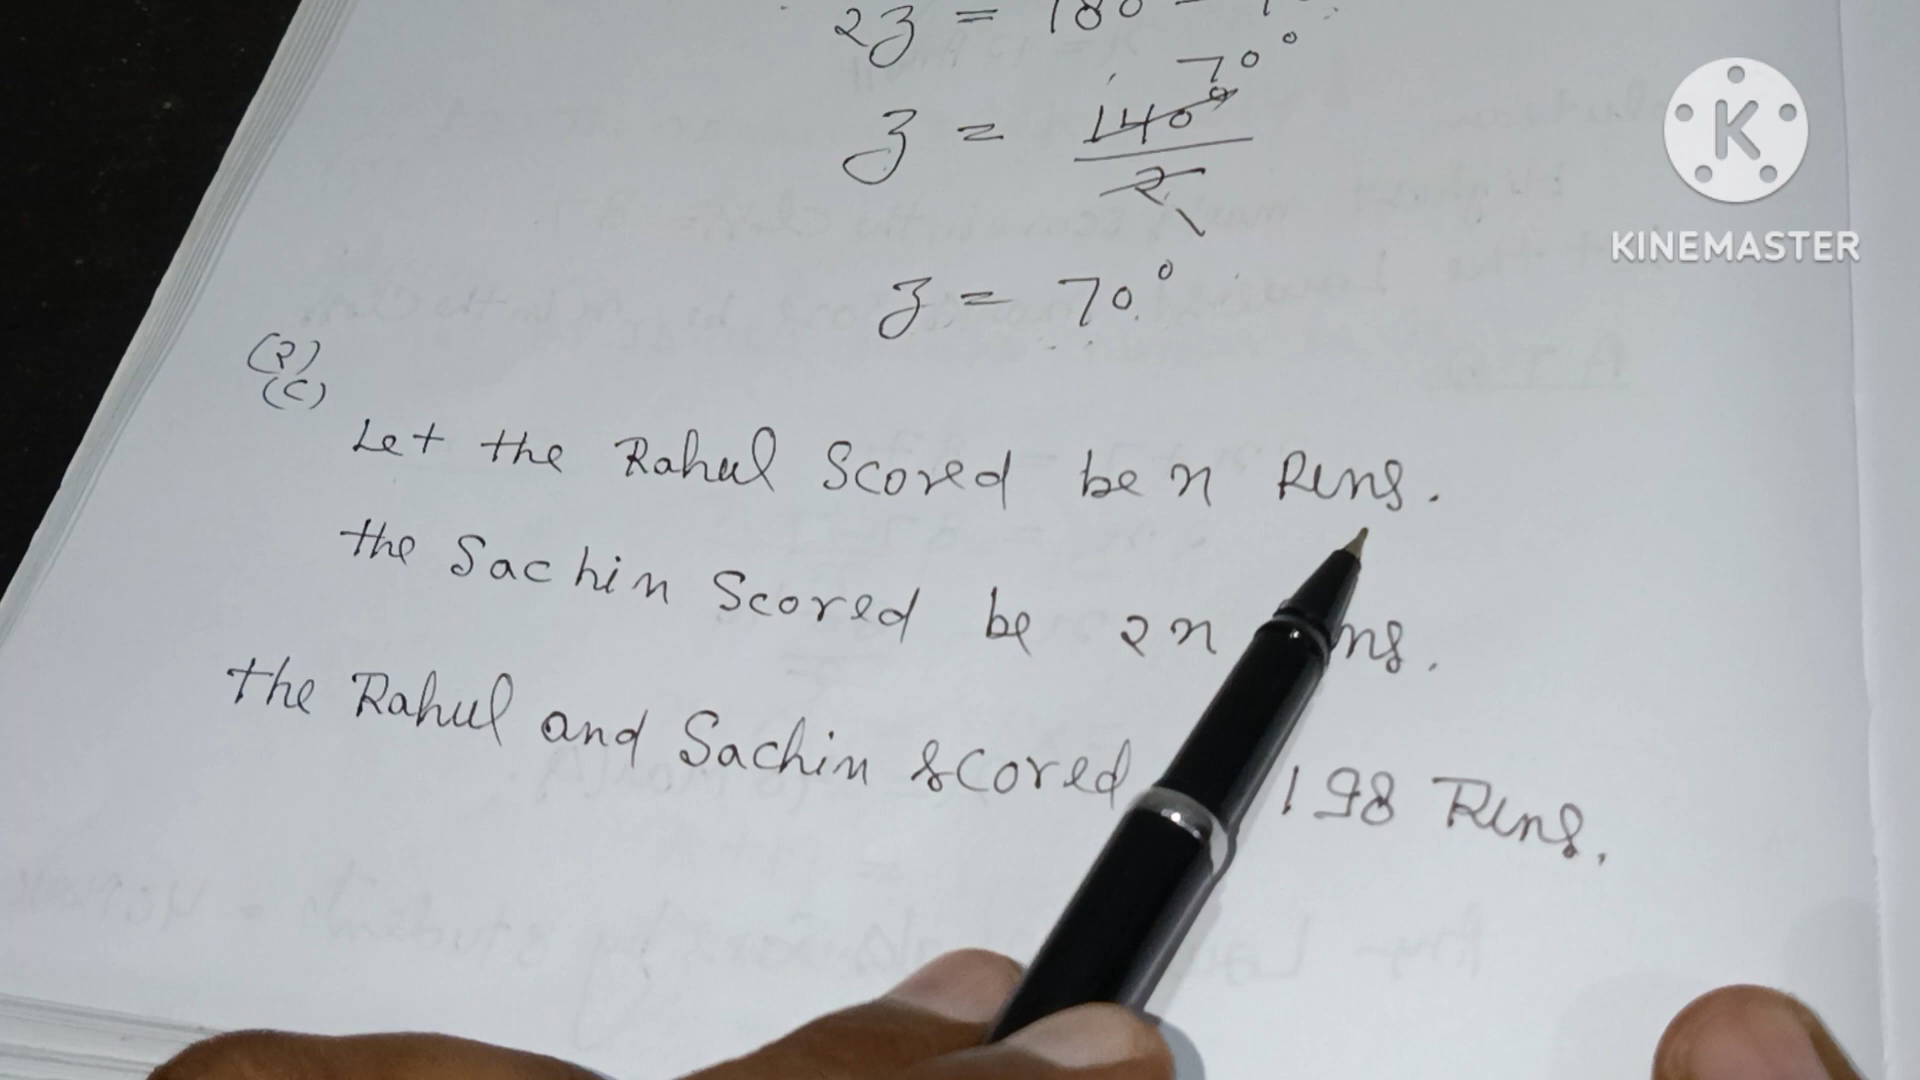 2z = 180 -
70°
z = 140°
2
z = 70°
(2)
(C)
Let the Rahul Scored be x Runs.
the Sachin Scored be 2x
the Rahul and Sachin scored 198 Runs.
K
KINEMASTER